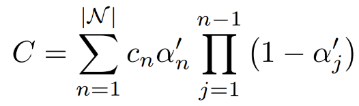 C = \sum_{n=1}^{|\mathcal{N}|} c_n \alpha'_n \prod_{j=1}^{n-1} (1 - \alpha'_j)